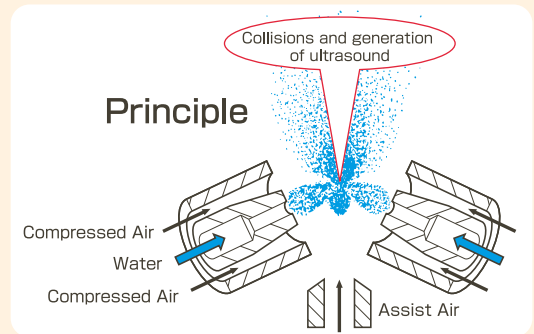 Collisions and generation
of ultrasound
Principle
Compressed Air
Water
Compressed Air
Assist Air